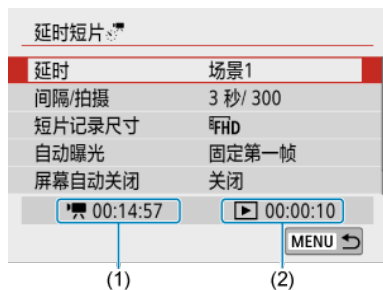 延时短片
延时 场景1
间隔/拍摄 3 秒/ 300
短片记录尺寸 FHD
自动曝光 固定第一帧
屏幕自动关闭 关闭
00:14:57 00:00:10
MENU
(1) (2)